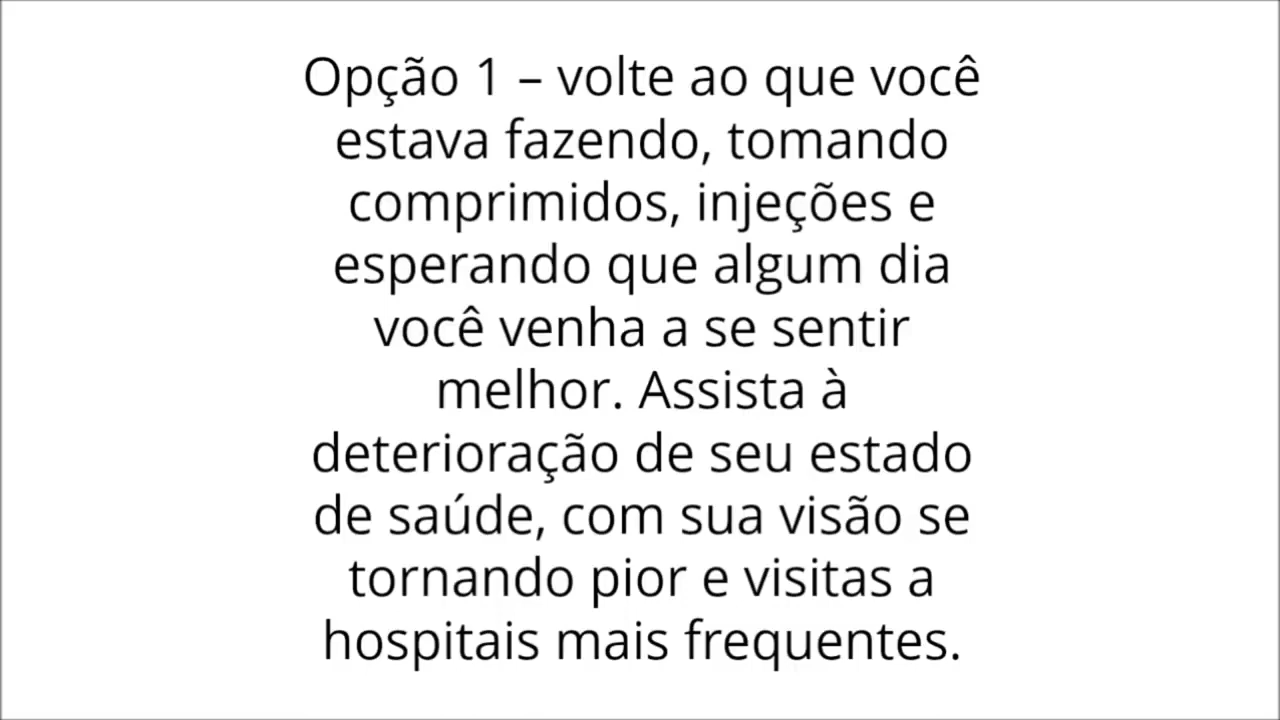 Opção 1 – volte ao que você
estava fazendo, tomando
comprimidos, injeções e
esperando que algum dia
você venha a se sentir
melhor. Assista à
deterioração de seu estado
de saúde, com sua visão se
tornando pior e visitas a
hospitais mais frequentes.